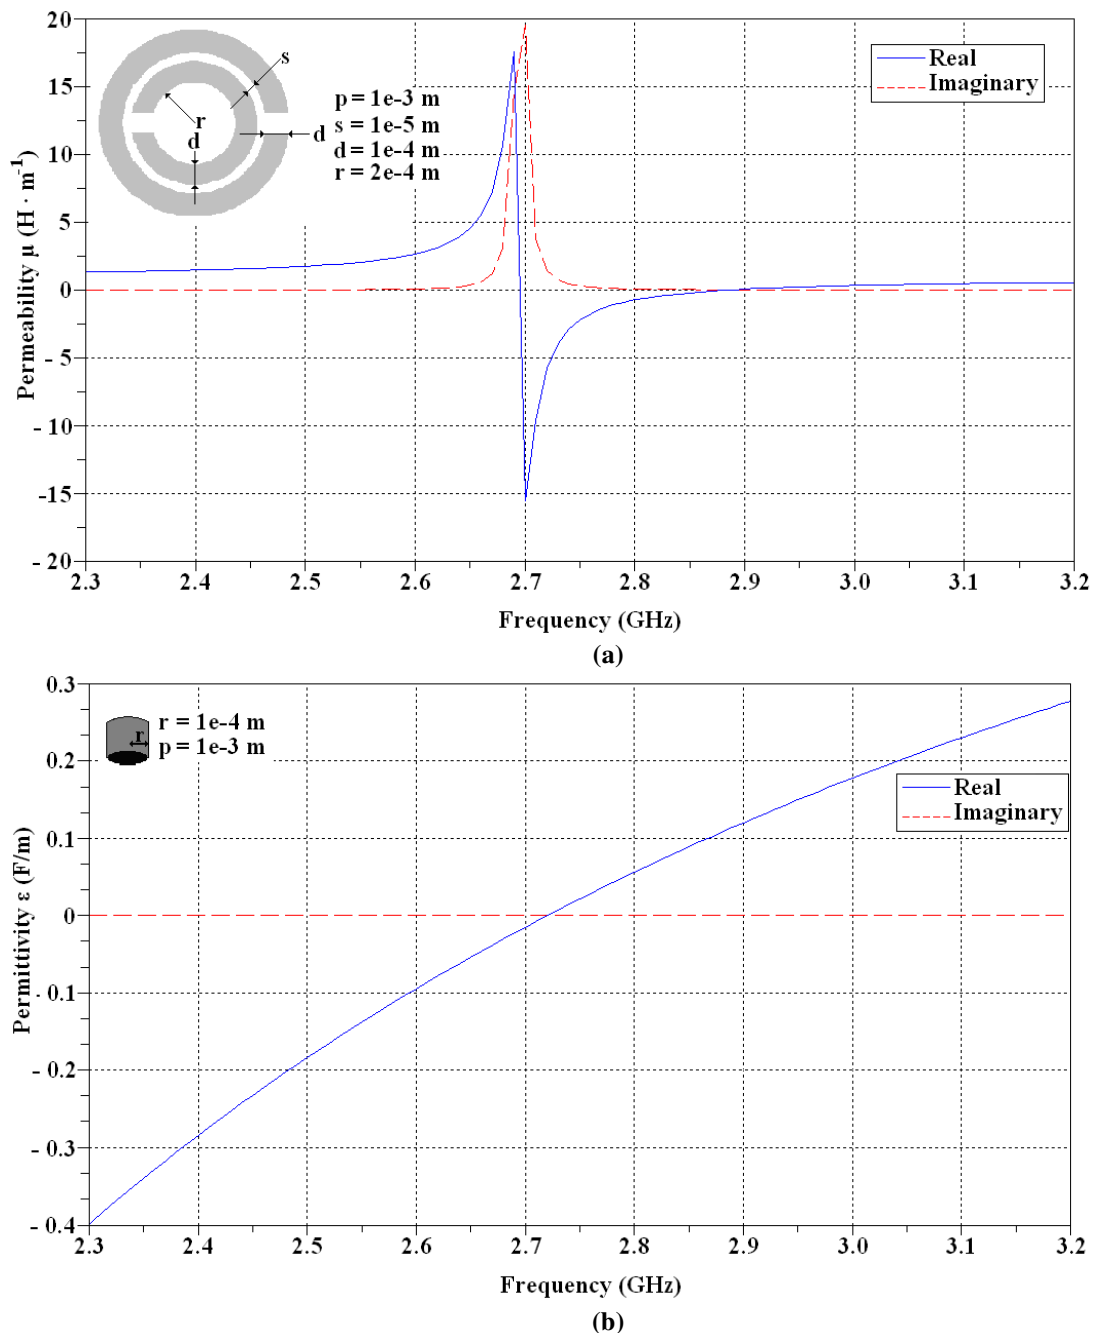 20
15
10
5
0
- 5
- 10
- 15
- 20
Permeability μ (H · m⁻¹)
s
r
d
d
p = 1e-3 m
s = 1e-5 m
d = 1e-4 m
r = 2e-4 m
Real
Imaginary
2.3 2.4 2.5 2.6 2.7 2.8 2.9 3.0 3.1 3.2
Frequency (GHz)
(a)
0.3
0.2
0.1
0
- 0.1
- 0.2
- 0.3
- 0.4
Permittivity ε (F/m)
r
r = 1e-4 m
p = 1e-3 m
Real
Imaginary
2.3 2.4 2.5 2.6 2.7 2.8 2.9 3.0 3.1 3.2
Frequency (GHz)
(b)